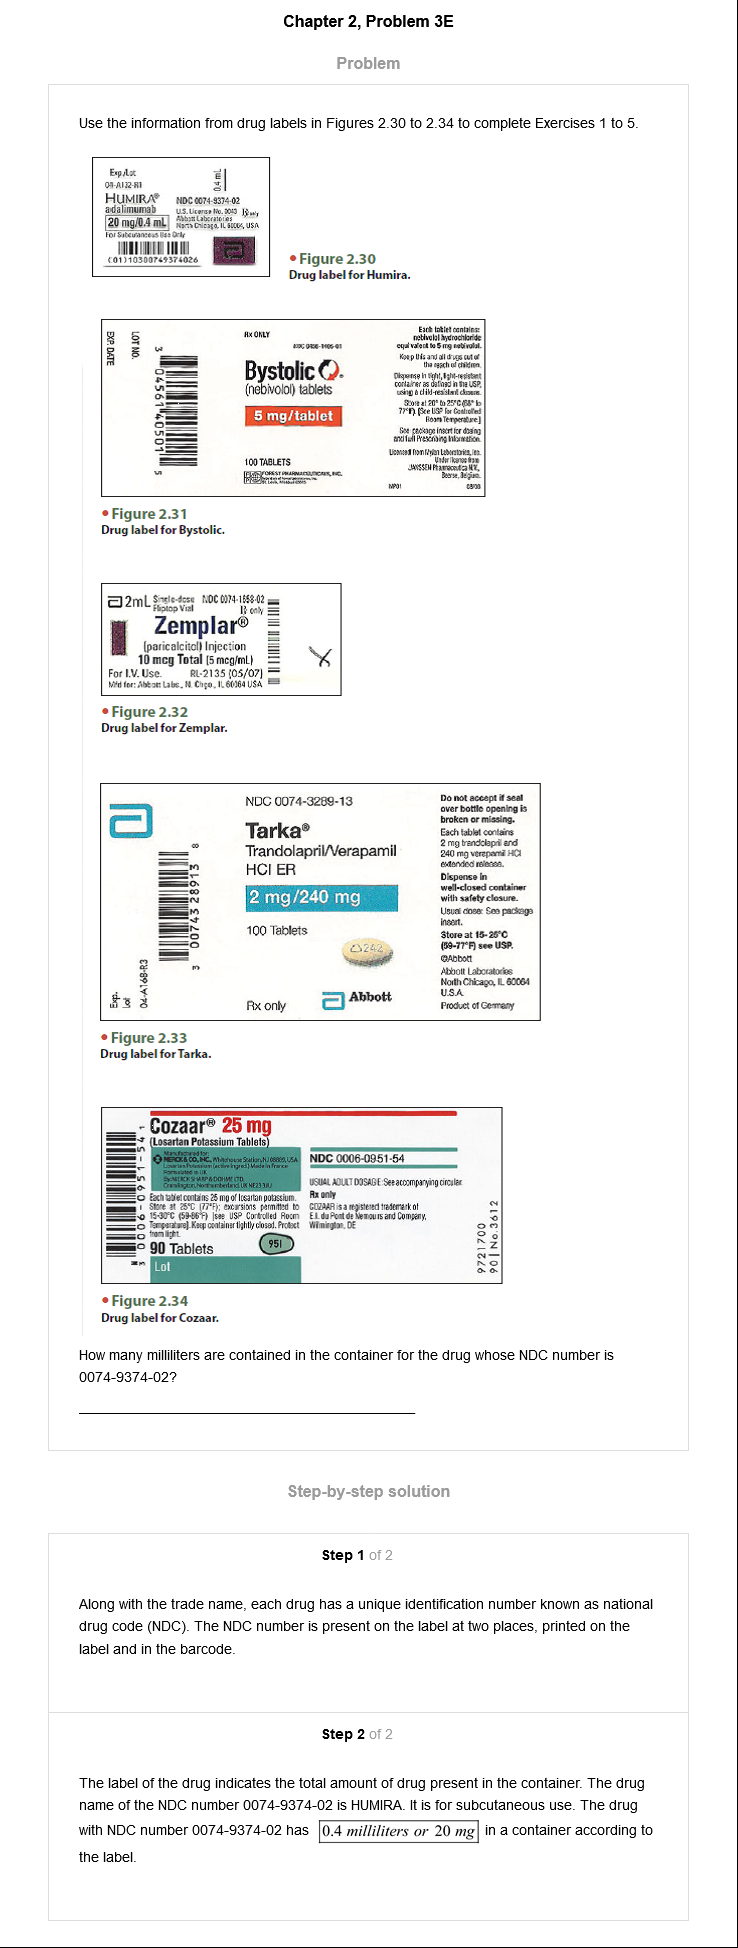 Chapter 2, Problem 3E
Problem
Use the information from drug labels in Figures 2.30 to 2.34 to complete Exercises 1 to 5.
Exp./Lot
04-A132-R1
0.4 mL
HUMIRA®
adalimumab
20 mg/0.4 mL
For Subcutaneous Use Only
NDC 0074-9374-02
U.S. License No. 0043 ℞ only
Abbott Laboratories
North Chicago, IL 60064, USA
(01)10300749374026
• Figure 2.30
Drug label for Humira.
EXP. DATE
LOT NO.
3 04561 40501 5
Rx ONLY
Bystolic®
(nebivolol) tablets
5 mg/tablet
100 TABLETS
FOREST PHARMACEUTICALS, INC.
Each tablet contains:
nebivolol hydrochloride
equivalent to 5 mg nebivolol.
Keep this and all drugs out of
the reach of children.
Dispense in tight, light-resistant
container as defined in the USP,
using a child-resistant closure.
Store at 20° to 25°C (68° to
77°F). [See USP for Controlled
Room Temperature.]
See package insert for dosing
and full Prescribing Information.
Licensed from Mylan Laboratories, Inc.
Under license from
JANSSEN Pharmaceutica N.V.,
Beerse, Belgium.
• Figure 2.31
Drug label for Bystolic.
2mL Single-dose NDC 0074-1658-02
Fliptop Vial ℞ only
Zemplar®
(paricalcitol) Injection
10 mcg Total (5 mcg/mL)
For I.V. Use. RL-2135 (05/07)
Mfd for: Abbott Labs., N. Chgo., IL 60064 USA
• Figure 2.32
Drug label for Zemplar.
Exp.
Lot
04-A168-R3
3 00743 28913 8
NDC 0074-3289-13
Tarka®
Trandolapril/Verapamil
HCl ER
2 mg/240 mg
100 Tablets
242
Rx only
Abbott
Do not accept if seal
over bottle opening is
broken or missing.
Each tablet contains
2 mg trandolapril and
240 mg verapamil HCl
extended release.
Dispense in
well-closed container
with safety closure.
Usual dose: See package
insert.
Store at 15-25°C
(59-77°F) see USP.
©Abbott
Abbott Laboratories
North Chicago, IL 60064
U.S.A.
Product of Germany
• Figure 2.33
Drug label for Tarka.
Cozaar® 25 mg
(Losartan Potassium Tablets)
Manufactured for:
MERCK & CO., INC., Whitehouse Station, NJ 08889, USA
Losartan Potassium (active ingred.) Made in France
Formulated in UK
By: MERCK SHARP & DOHME LTD.
Cramlington, Northumberland, UK NE23 3JU
Each tablet contains 25 mg of losartan potassium.
Store at 25°C (77°F); excursions permitted to
15-30°C (59-86°F) [see USP Controlled Room
Temperature]. Keep container tightly closed. Protect
from light.
90 Tablets
951
Lot
NDC 0006-0951-54
USUAL ADULT DOSAGE: See accompanying circular.
Rx only
COZAAR is a registered trademark of
E.I. du Pont de Nemours and Company,
Wilmington, DE
9721700
90 | No. 3612
• Figure 2.34
Drug label for Cozaar.
How many milliliters are contained in the container for the drug whose NDC number is
0074-9374-02?
Step-by-step solution
Step 1 of 2
Along with the trade name, each drug has a unique identification number known as national
drug code (NDC). The NDC number is present on the label at two places, printed on the
label and in the barcode.
Step 2 of 2
The label of the drug indicates the total amount of drug present in the container. The drug
name of the NDC number 0074-9374-02 is HUMIRA. It is for subcutaneous use. The drug
with NDC number 0074-9374-02 has 0.4 milliliters or 20 mg in a container according to
the label.